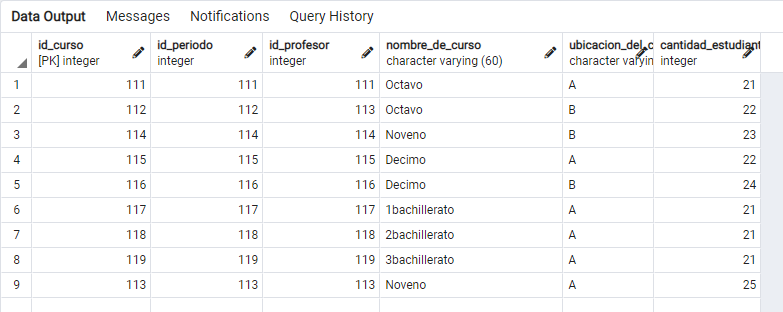 Data Output Messages Notifications Query History
id_curso id_periodo id_profesor nombre_de_curso ubicacion_del_c cantidad_estudiant
[PK] integer integer integer character varying (60) character varyin integer
1 111 111 111 Octavo A 21
2 112 112 113 Octavo B 22
3 114 114 114 Noveno B 23
4 115 115 115 Decimo A 22
5 116 116 116 Decimo B 24
6 117 117 117 1bachillerato A 21
7 118 118 118 2bachillerato A 21
8 119 119 119 3bachillerato A 21
9 113 113 113 Noveno A 25